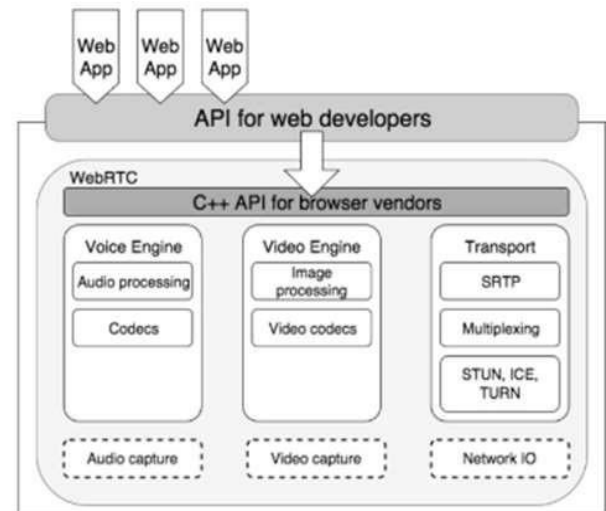 Web
App
Web
App
Web
App
API for web developers
WebRTC
C++ API for browser vendors
Voice Engine
Audio processing
Codecs
Video Engine
Image
processing
Video codecs
Transport
SRTP
Multiplexing
STUN, ICE,
TURN
Audio capture
Video capture
Network IO